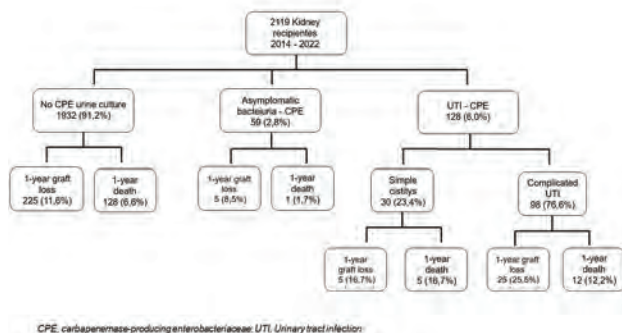 2119 Kidney
recipientes
2014 - 2022
No CPE urine culture
1932 (91,2%)
Asymptomatic
bacteiuria - CPE
59 (2,8%)
UTI - CPE
128 (6,0%)
1-year graft
loss
225 (11,6%)
1-year
death
128 (6,6%)
1-year graft
loss
5 (8,5%)
1-year
death
1 (1,7%)
Simple
cistitys
30 (23,4%)
Complicated
UTI
98 (76,6%)
1-year
graft loss
5 (16,7%)
1-year
death
5 (16,7%)
1-year graft
loss
25 (25,5%)
1-year
death
12 (12,2%)
CPE, carbapenemase-producing enterobacteriaceae; UTI, Urinary tract infection